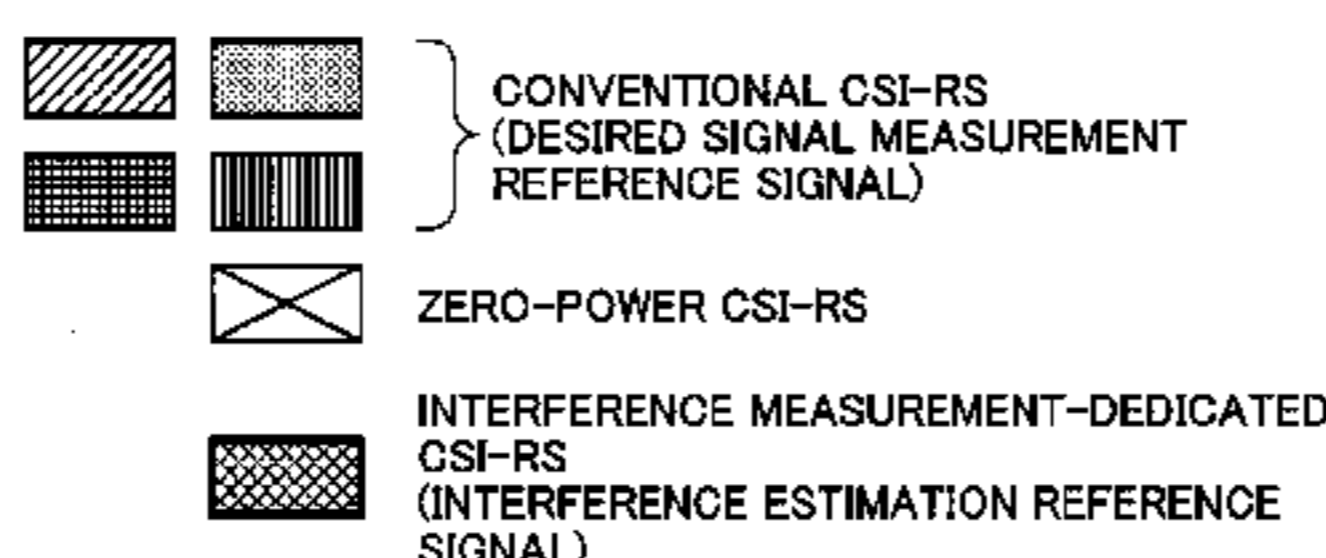 CONVENTIONAL CSI-RS
(DESIRED SIGNAL MEASUREMENT
REFERENCE SIGNAL)
ZERO-POWER CSI-RS
INTERFERENCE MEASUREMENT-DEDICATED
CSI-RS
(INTERFERENCE ESTIMATION REFERENCE
SIGNAL)